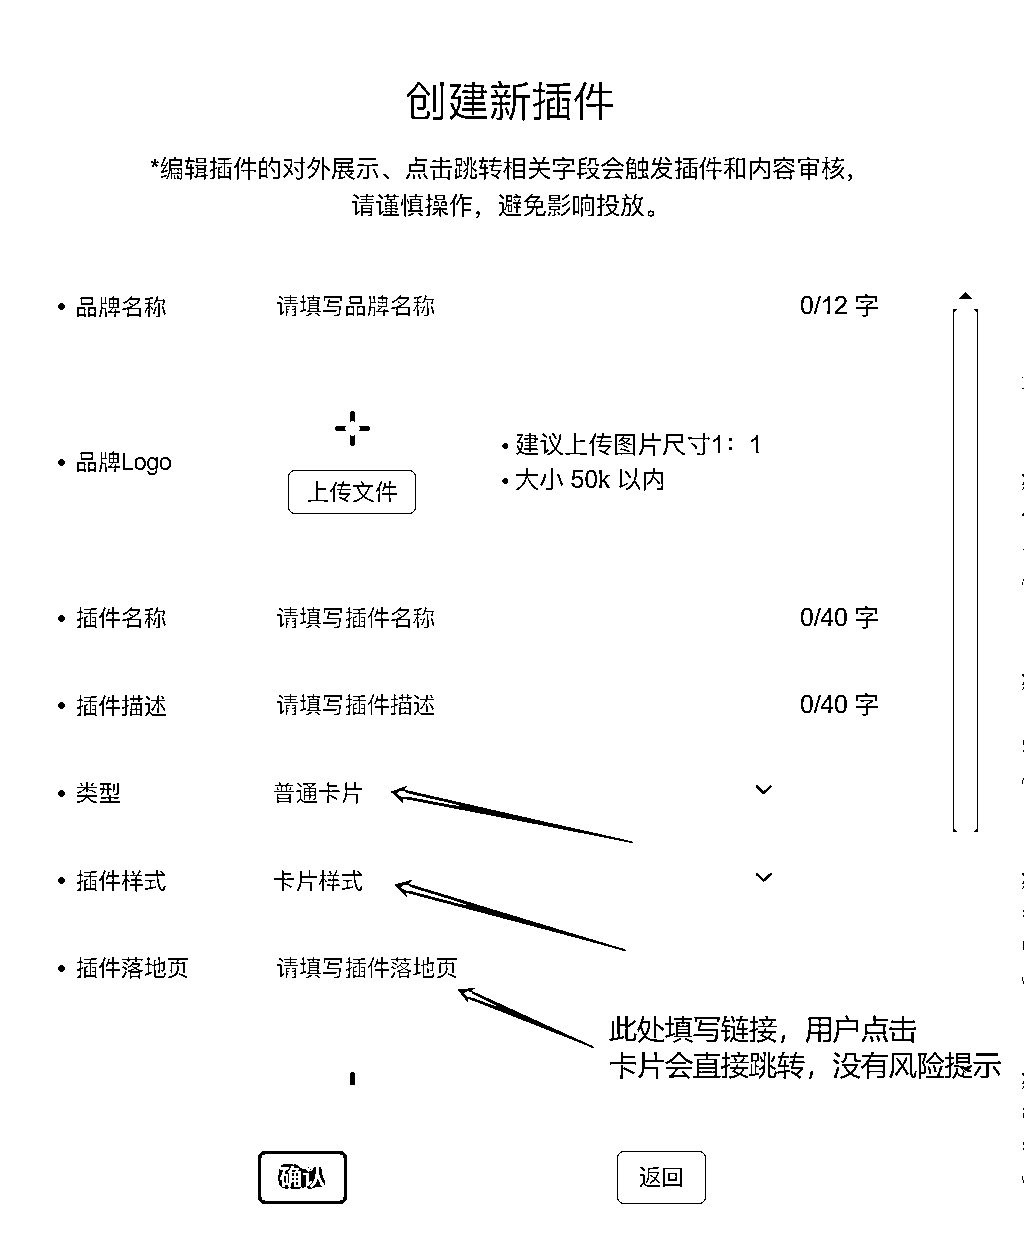 创建新插件
*编辑插件的对外展示、点击跳转相关字段会触发插件和内容审核，
请谨慎操作，避免影响投放。
• 品牌名称 请填写品牌名称 0/12 字
• 品牌Logo 上传文件
• 建议上传图片尺寸1：1
• 大小 50k 以内
• 插件名称 请填写插件名称 0/40 字
• 插件描述 请填写插件描述 0/40 字
• 类型 普通卡片
• 插件样式 卡片样式
• 插件落地页 请填写插件落地页
此处填写链接，用户点击
卡片会直接跳转，没有风险提示
确认 返回